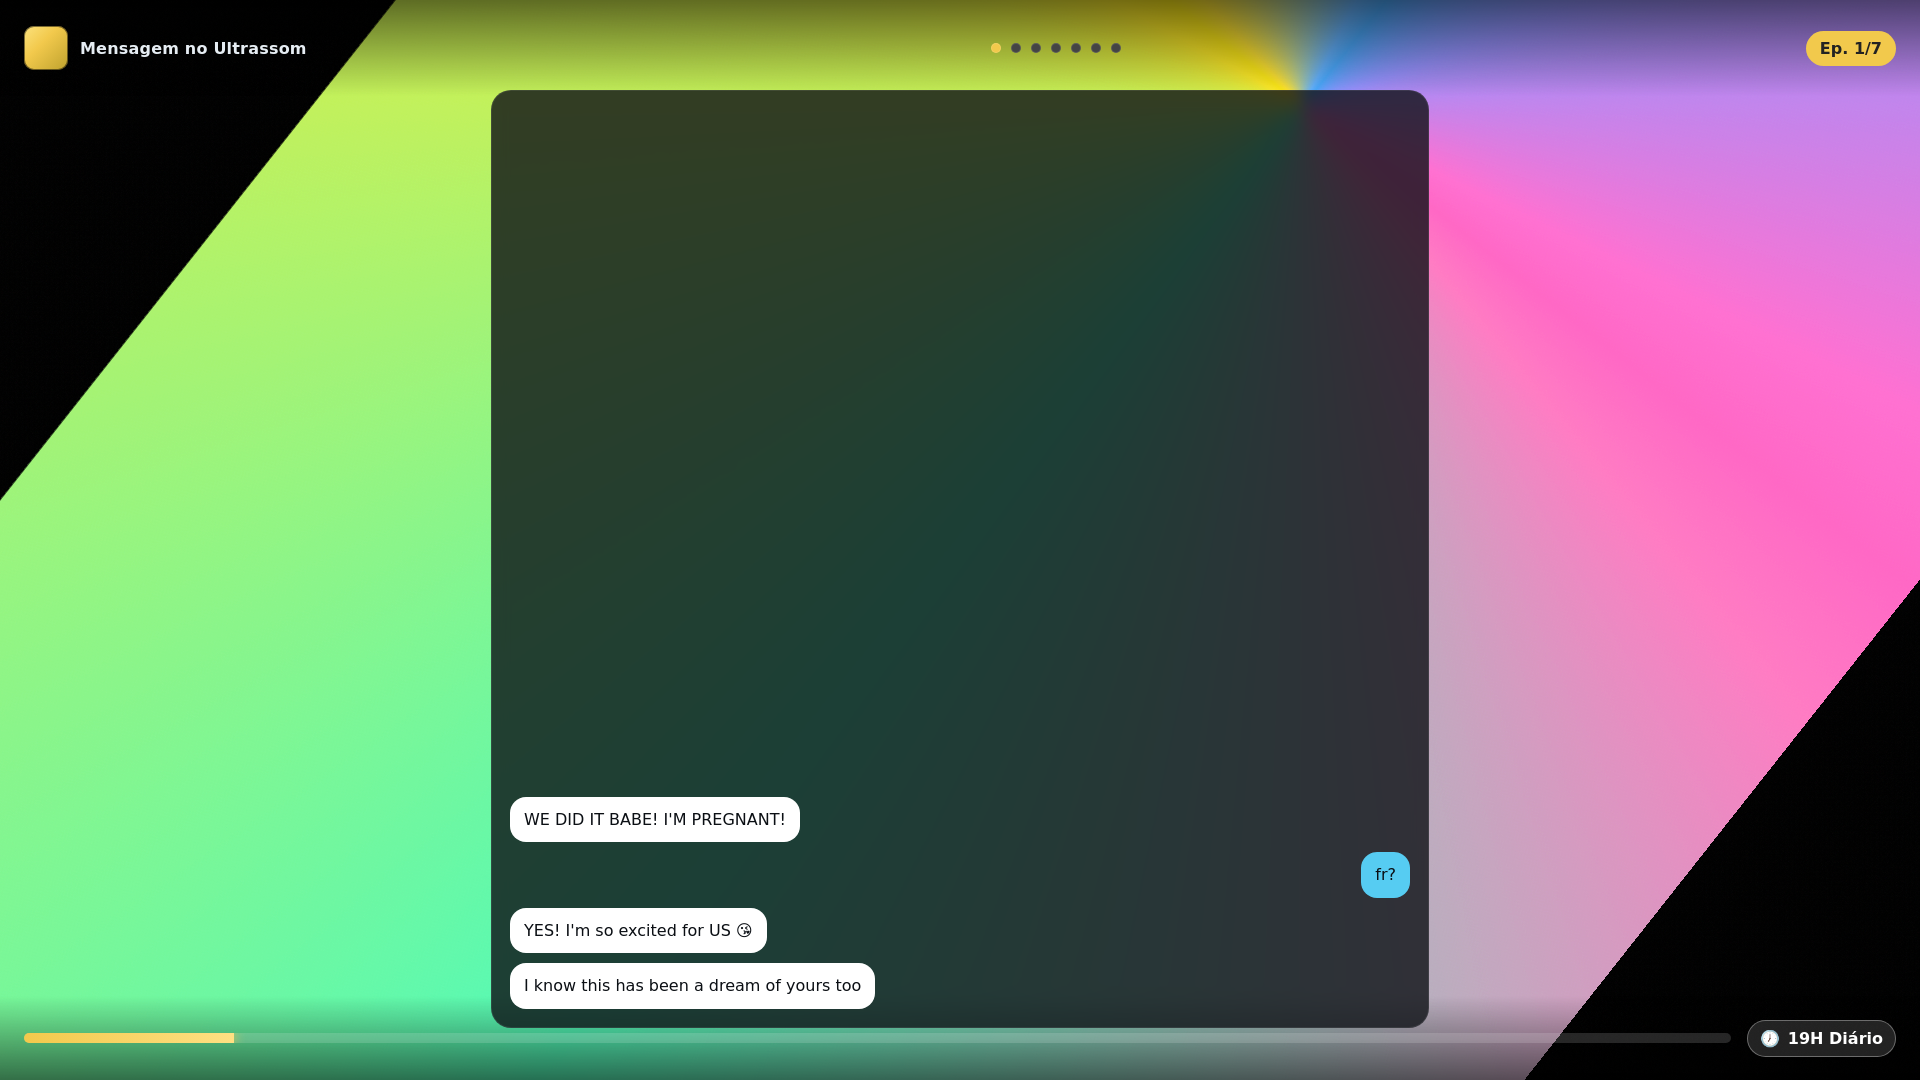 Mensagem no Ultrassom
Ep. 1/7
WE DID IT BABE! I'M PREGNANT!
fr?
YES! I'm so excited for US 😘
I know this has been a dream of yours too
19H Diário